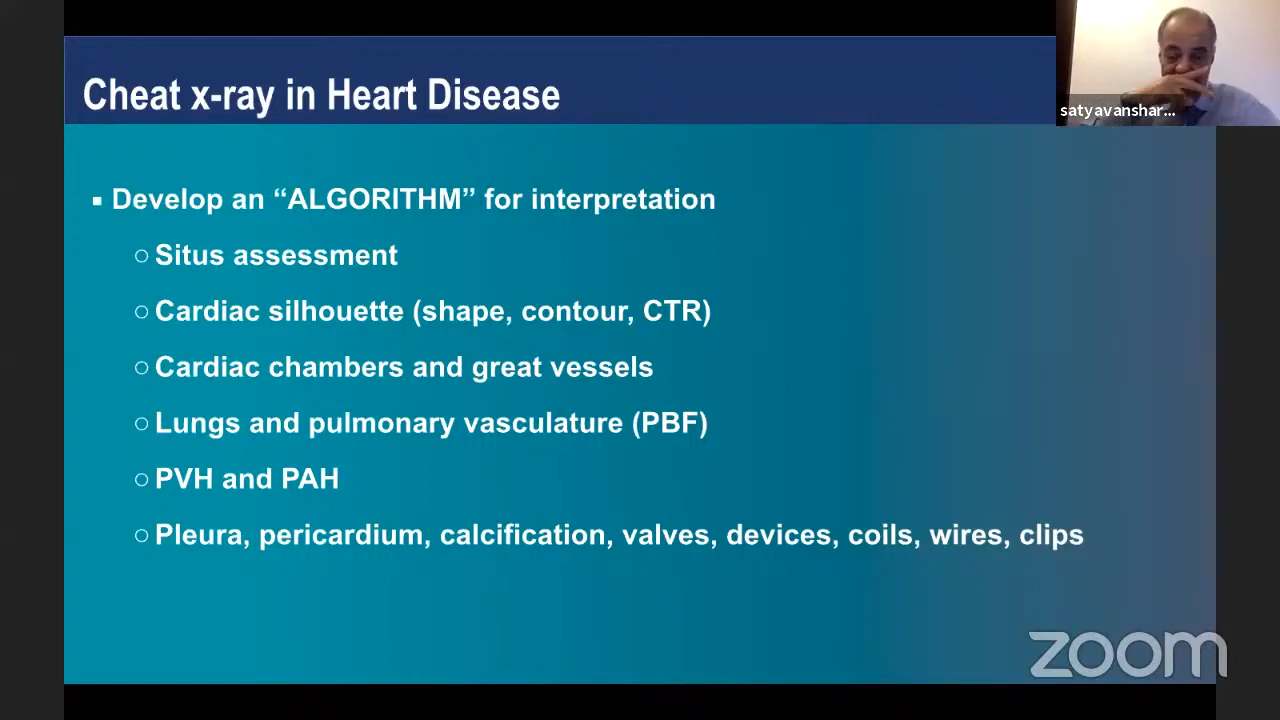 Cheat x-ray in Heart Disease
satyavanshar...
▪ Develop an “ALGORITHM” for interpretation
○ Situs assessment
○ Cardiac silhouette (shape, contour, CTR)
○ Cardiac chambers and great vessels
○ Lungs and pulmonary vasculature (PBF)
○ PVH and PAH
○ Pleura, pericardium, calcification, valves, devices, coils, wires, clips
zoom